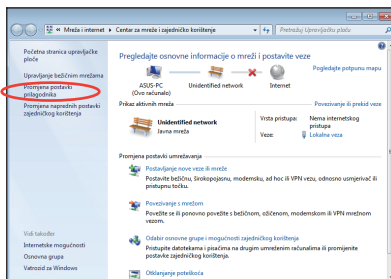 Mreža i internet ▸ Centar za mreže i zajedničko korištenje
Pretražuj Upravljačku ploču
Početna stranica upravljačke
ploče
Upravljanje bežičnim mrežama
Promjena postavki
prilagodnika
Promjena naprednih postavki
zajedničkog korištenja
Vidi također
Internetske mogućnosti
Osnovna grupa
Vatrozid za Windows
Pregledajte osnovne informacije o mreži i postavite veze
Pogledajte potpunu mapu
ASUS-PC
(Ovo računalo)
Unidentified network
Internet
Prikaz aktivnih mreža
Povezivanje ili prekid veze
Unidentified network
Javna mreža
Vrsta pristupa: Nema internetskog
pristupa
Veze: Lokalna veza
Promjena postavki umrežavanja
Postavljanje nove veze ili mreže
Postavite bežičnu, širokopojasnu, modemsku, ad hoc ili VPN vezu, odnosno usmjerivač ili
pristupnu točku.
Povezivanje s mrežom
Povežite se ili ponovno povežite s bežičnom, ožičenom, modemskom ili VPN mrežnom
vezom.
Odabir osnovne grupe i mogućnosti zajedničkog korištenja
Pristupite datotekama i pisačima na drugim umreženim računalima ili promijenite
postavke zajedničkog korištenja.
Otklanjanje poteškoća